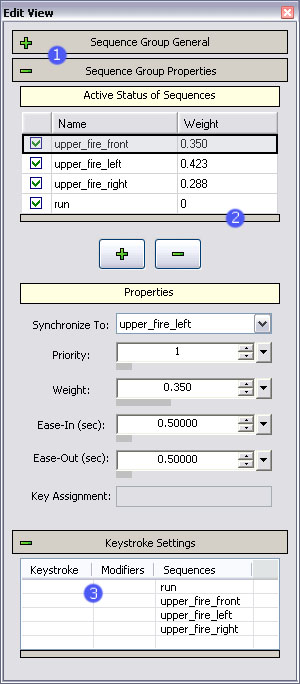 Edit View
Sequence Group General
1
Sequence Group Properties
Active Status of Sequences
Name Weight
upper_fire_front 0.350
upper_fire_left 0.423
upper_fire_right 0.288
run 0
2
Properties
Synchronize To: upper_fire_left
Priority: 1
Weight: 0.350
Ease-In (sec): 0.50000
Ease-Out (sec): 0.50000
Key Assignment:
Keystroke Settings
Keystroke Modifiers Sequences
run
3
upper_fire_front
upper_fire_left
upper_fire_right